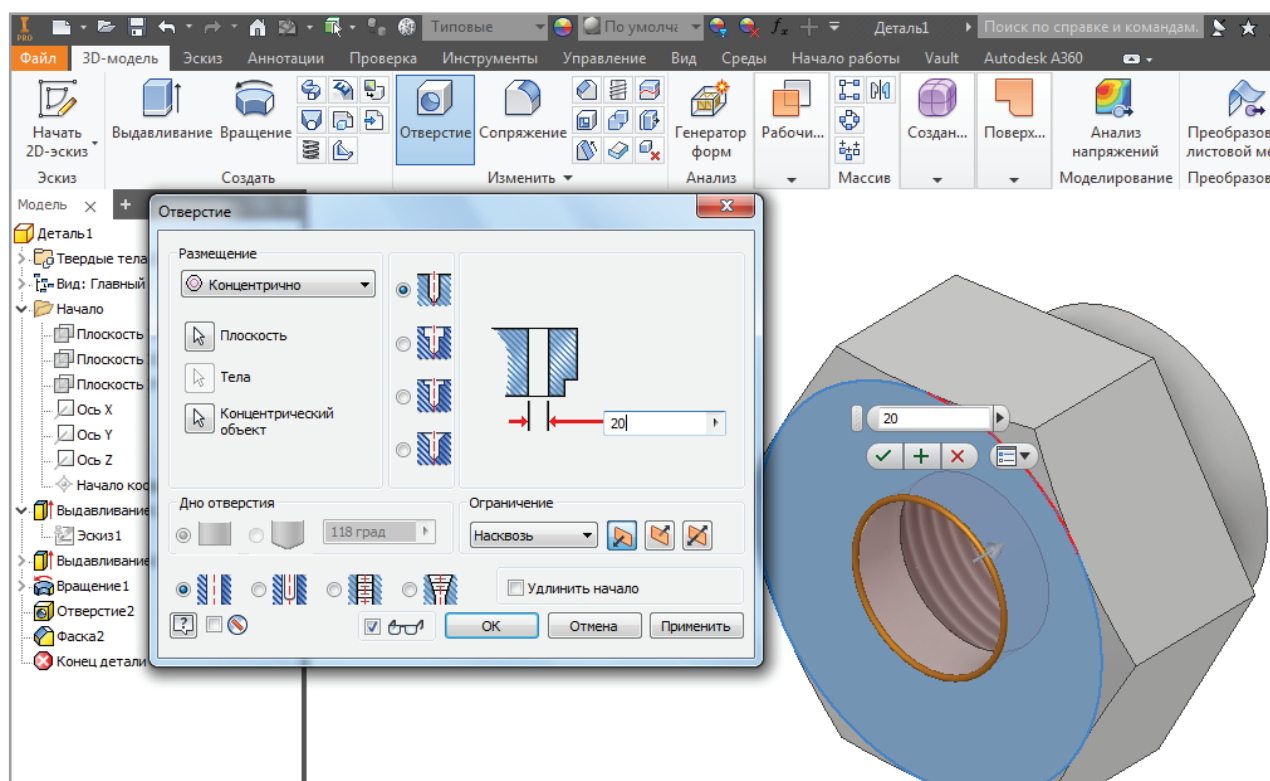 PRO
Типовые
По умолча
fx
Деталь1
Поиск по справке и командам.
Файл 3D-модель Эскиз Аннотации Проверка Инструменты Управление Вид Среды Начало работы Vault Autodesk A360
Начать
2D-эскиз
Выдавливание Вращение
Отверстие Сопряжение
Генератор
форм
Рабочи...
Создан...
Поверх...
Анализ
напряжений
Преобразов
листовой ме
Эскиз Создать Изменить Анализ Массив Моделирование Преобразов
Модель
Деталь1
Твердые тела
Вид: Главный
Начало
Плоскость
Плоскость
Плоскость
Ось X
Ось Y
Ось Z
Начало коо
Выдавливание
Эскиз1
Выдавливание
Вращение1
Отверстие2
Фаска2
Конец детали
Отверстие
Размещение
Концентрично
Плоскость
Тела
Концентрический
объект
20
Дно отверстия
118 град
Ограничение
Насквозь
Удлинить начало
ОК Отмена Применить
20